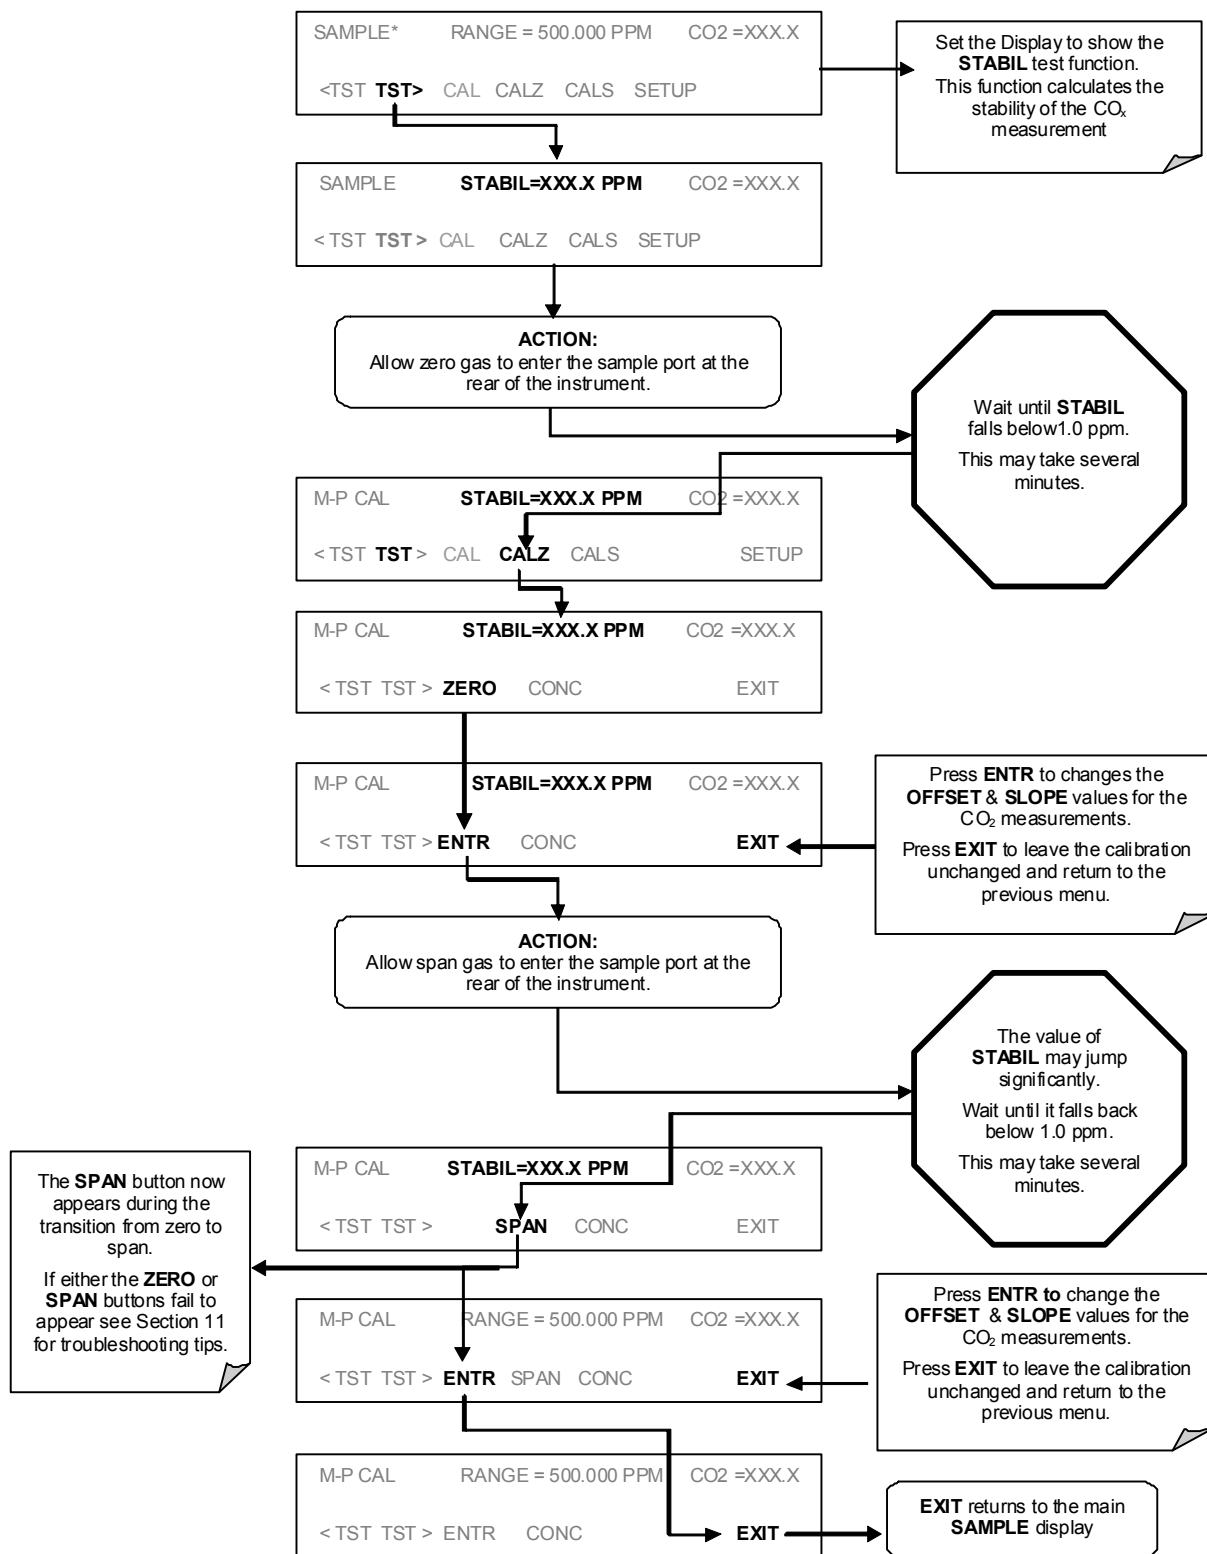 SAMPLE* RANGE = 500.000 PPM CO2 =XXX.X
<TST TST> CAL CALZ CALS SETUP
Set the Display to show the
STABIL test function.
This function calculates the
stability of the COx
measurement
SAMPLE STABIL=XXX.X PPM CO2 =XXX.X
< TST TST > CAL CALZ CALS SETUP
ACTION:
Allow zero gas to enter the sample port at the
rear of the instrument.
Wait until STABIL
falls below1.0 ppm.
This may take several
minutes.
M-P CAL STABIL=XXX.X PPM CO2 =XXX.X
< TST TST > CAL CALZ CALS SETUP
M-P CAL STABIL=XXX.X PPM CO2 =XXX.X
< TST TST > ZERO CONC EXIT
M-P CAL STABIL=XXX.X PPM CO2 =XXX.X
< TST TST > ENTR CONC EXIT
Press ENTR to changes the
OFFSET & SLOPE values for the
CO2 measurements.
Press EXIT to leave the calibration
unchanged and return to the
previous menu.
ACTION:
Allow span gas to enter the sample port at the
rear of the instrument.
The value of
STABIL may jump
significantly.
Wait until it falls back
below 1.0 ppm.
This may take several
minutes.
M-P CAL STABIL=XXX.X PPM CO2 =XXX.X
< TST TST > SPAN CONC EXIT
The SPAN button now
appears during the
transition from zero to
span.
If either the ZERO or
SPAN buttons fail to
appear see Section 11
for troubleshooting tips.
M-P CAL RANGE = 500.000 PPM CO2 =XXX.X
< TST TST > ENTR SPAN CONC EXIT
Press ENTR to change the
OFFSET & SLOPE values for the
CO2 measurements.
Press EXIT to leave the calibration
unchanged and return to the
previous menu.
M-P CAL RANGE = 500.000 PPM CO2 =XXX.X
< TST TST > ENTR CONC EXIT
EXIT returns to the main
SAMPLE display